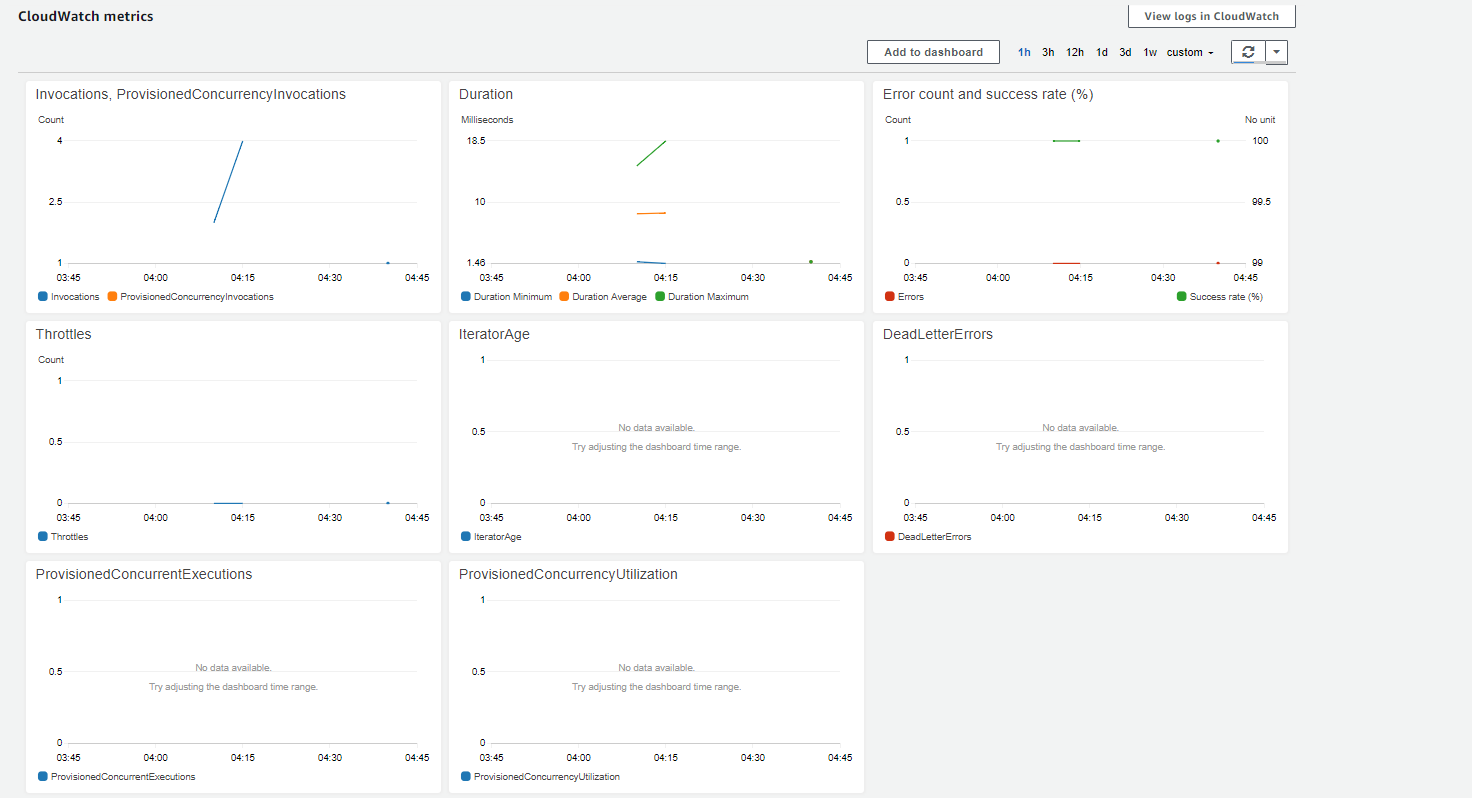 CloudWatch metrics
View logs in CloudWatch
Add to dashboard
1h 3h 12h 1d 3d 1w custom
Invocations, ProvisionedConcurrencyInvocations
Count
4
2.5
1
03:45 04:00 04:15 04:30 04:45
Invocations ProvisionedConcurrencyInvocations
Duration
Milliseconds
18.5
10
1.46
03:45 04:00 04:15 04:30 04:45
Duration Minimum Duration Average Duration Maximum
Error count and success rate (%)
Count No unit
1 100
0.5 99.5
0 99
03:45 04:00 04:15 04:30 04:45
Errors Success rate (%)
Throttles
Count
1
0.5
0
03:45 04:00 04:15 04:30 04:45
Throttles
IteratorAge
1
No data available.
0.5
Try adjusting the dashboard time range.
0
03:45 04:00 04:15 04:30 04:45
IteratorAge
DeadLetterErrors
1
No data available.
0.5
Try adjusting the dashboard time range.
0
03:45 04:00 04:15 04:30 04:45
DeadLetterErrors
ProvisionedConcurrentExecutions
1
No data available.
0.5
Try adjusting the dashboard time range.
0
03:45 04:00 04:15 04:30 04:45
ProvisionedConcurrentExecutions
ProvisionedConcurrencyUtilization
1
No data available.
0.5
Try adjusting the dashboard time range.
0
03:45 04:00 04:15 04:30 04:45
ProvisionedConcurrencyUtilization